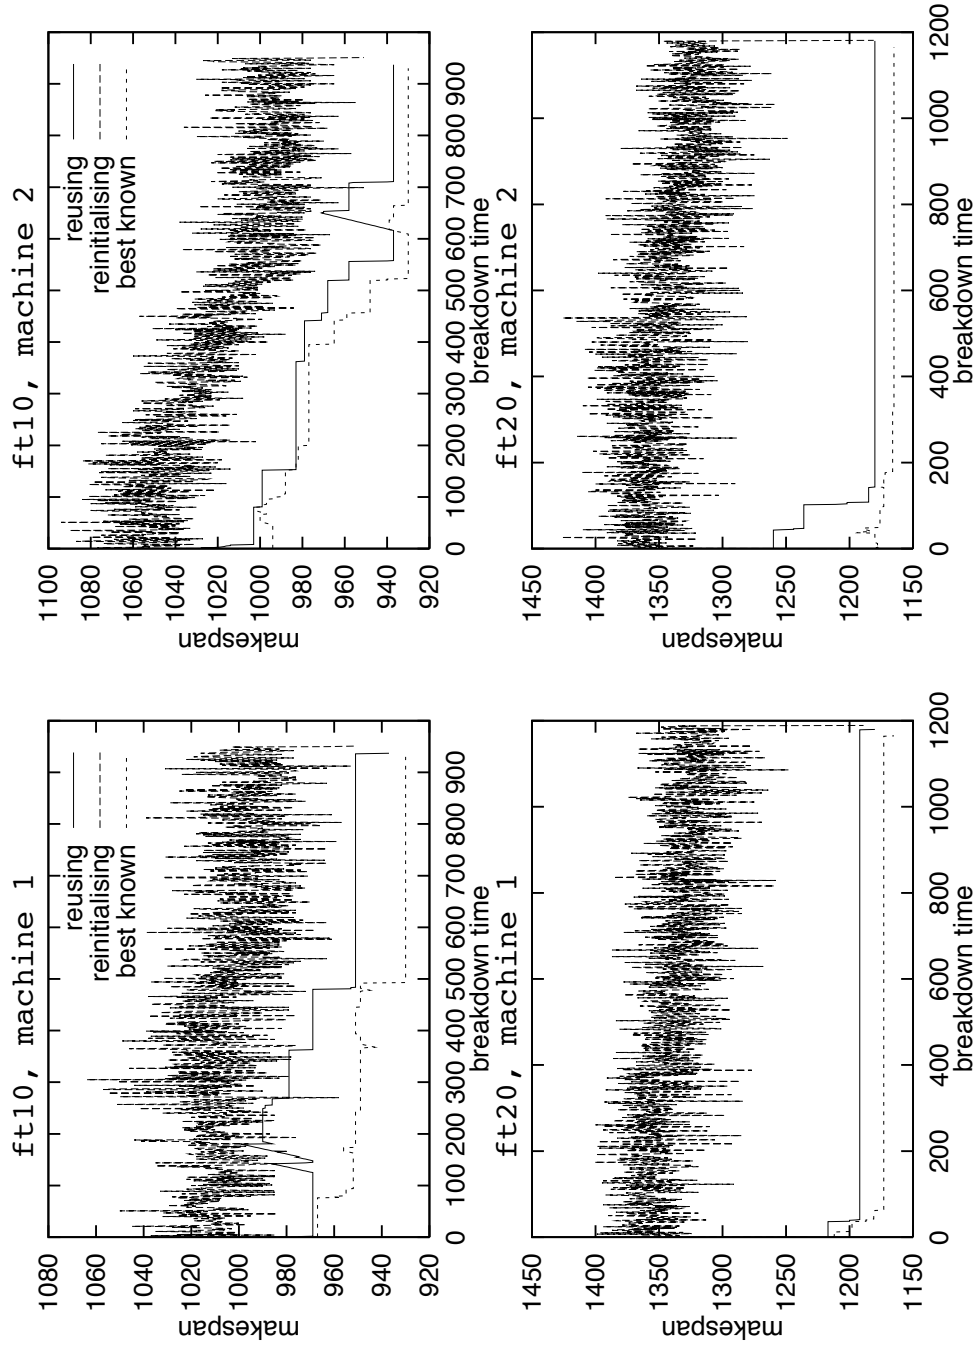 ft10, machine 1
makespan
1080
1060
1040
1020
1000
980
960
940
920
reusing
reinitialising
best known
0 100 200 300 400 500 600 700 800 900
breakdown time
ft10, machine 2
makespan
1100
1080
1060
1040
1020
1000
980
960
940
920
reusing
reinitialising
best known
0 100 200 300 400 500 600 700 800 900
breakdown time
ft20, machine 1
makespan
1450
1400
1350
1300
1250
1200
1150
0 200 400 600 800 1000 1200
breakdown time
ft20, machine 2
makespan
1450
1400
1350
1300
1250
1200
1150
0 200 400 600 800 1000 1200
breakdown time